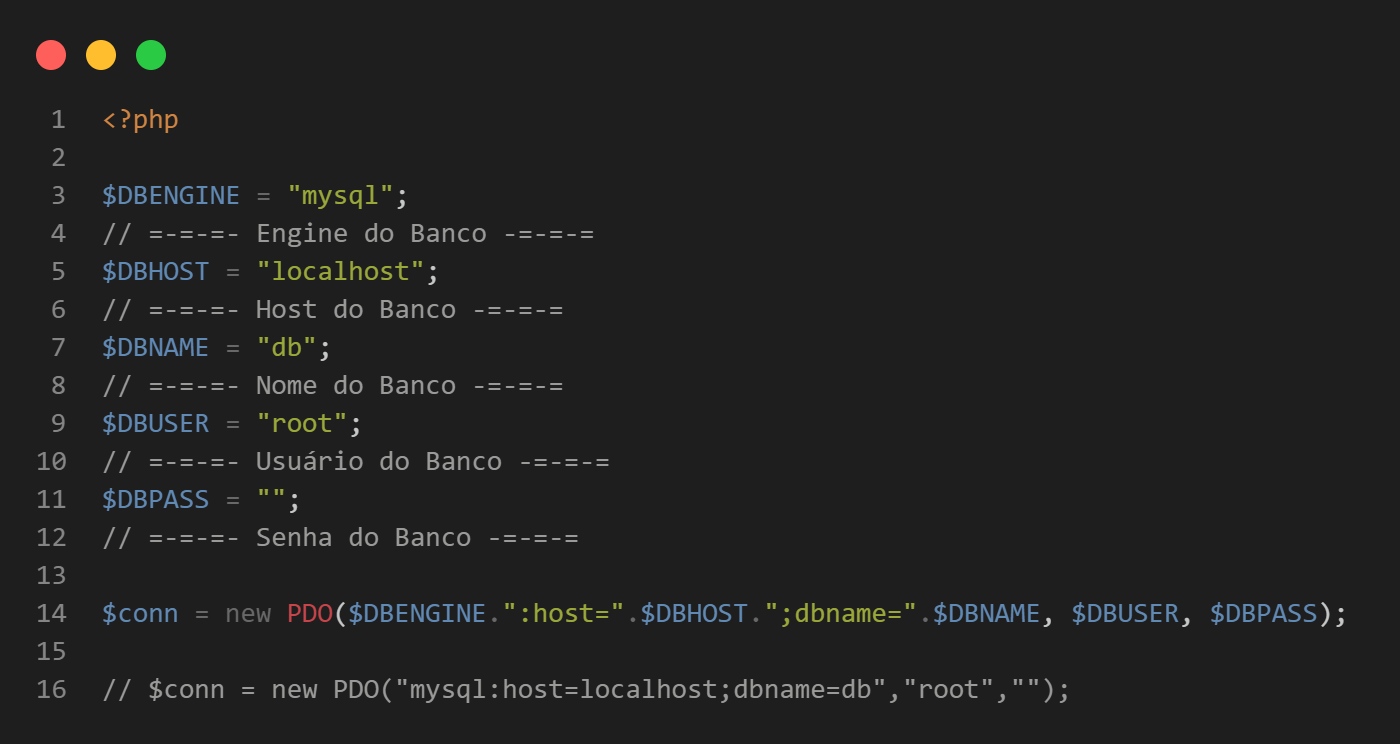 1 <?php
2
3 $DBENGINE = "mysql";
4 // =-=-=- Engine do Banco -=-=-=
5 $DBHOST = "localhost";
6 // =-=-=- Host do Banco -=-=-=
7 $DBNAME = "db";
8 // =-=-=- Nome do Banco -=-=-=
9 $DBUSER = "root";
10 // =-=-=- Usuário do Banco -=-=-=
11 $DBPASS = "";
12 // =-=-=- Senha do Banco -=-=-=
13
14 $conn = new PDO($DBENGINE.":host=".$DBHOST.";dbname=".$DBNAME, $DBUSER, $DBPASS);
15
16 // $conn = new PDO("mysql:host=localhost;dbname=db","root","");